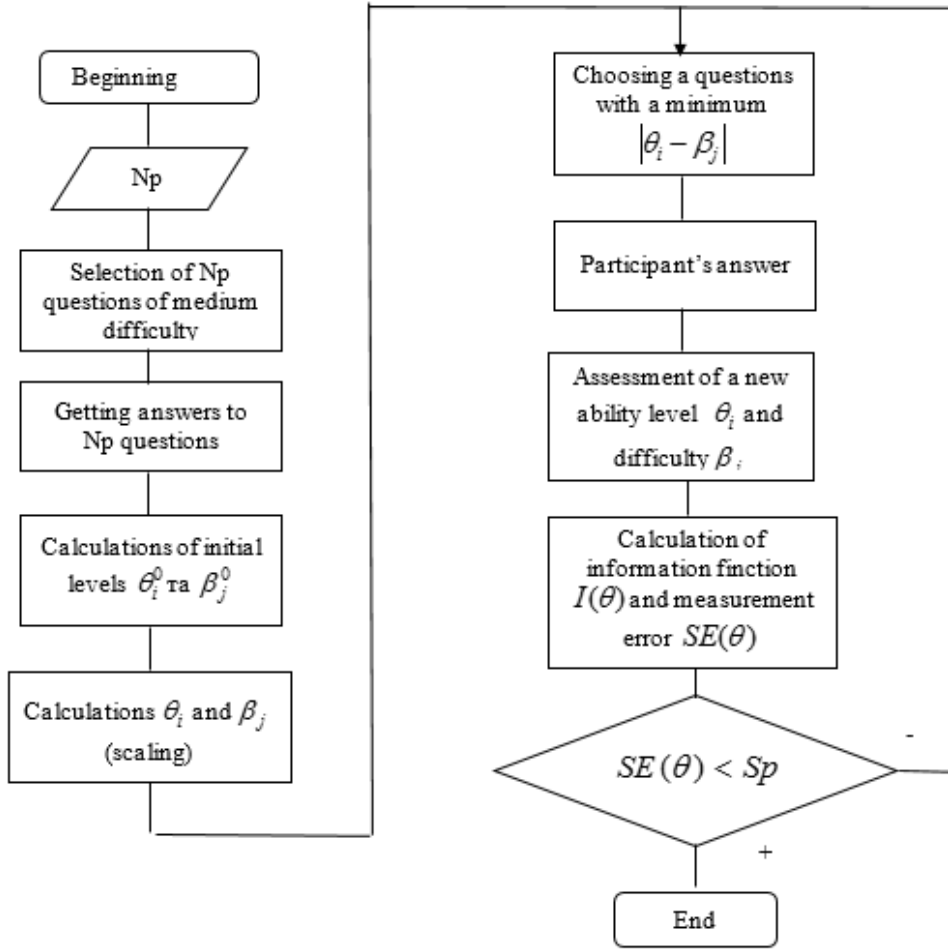 Beginning
Np
Selection of Np
questions of medium
difficulty
Getting answers to
Np questions
Calculations of initial
levels θ_i^0 та β_j^0
Calculations θ_i and β_j
(scaling)
Choosing a questions
with a minimum
|θ_i − β_j|
Participant's answer
Assessment of a new
ability level θ_i and
difficulty β_j
Calculation of
information finction
I(θ) and measurement
error SE(θ)
SE(θ) < Sp
-
+
End